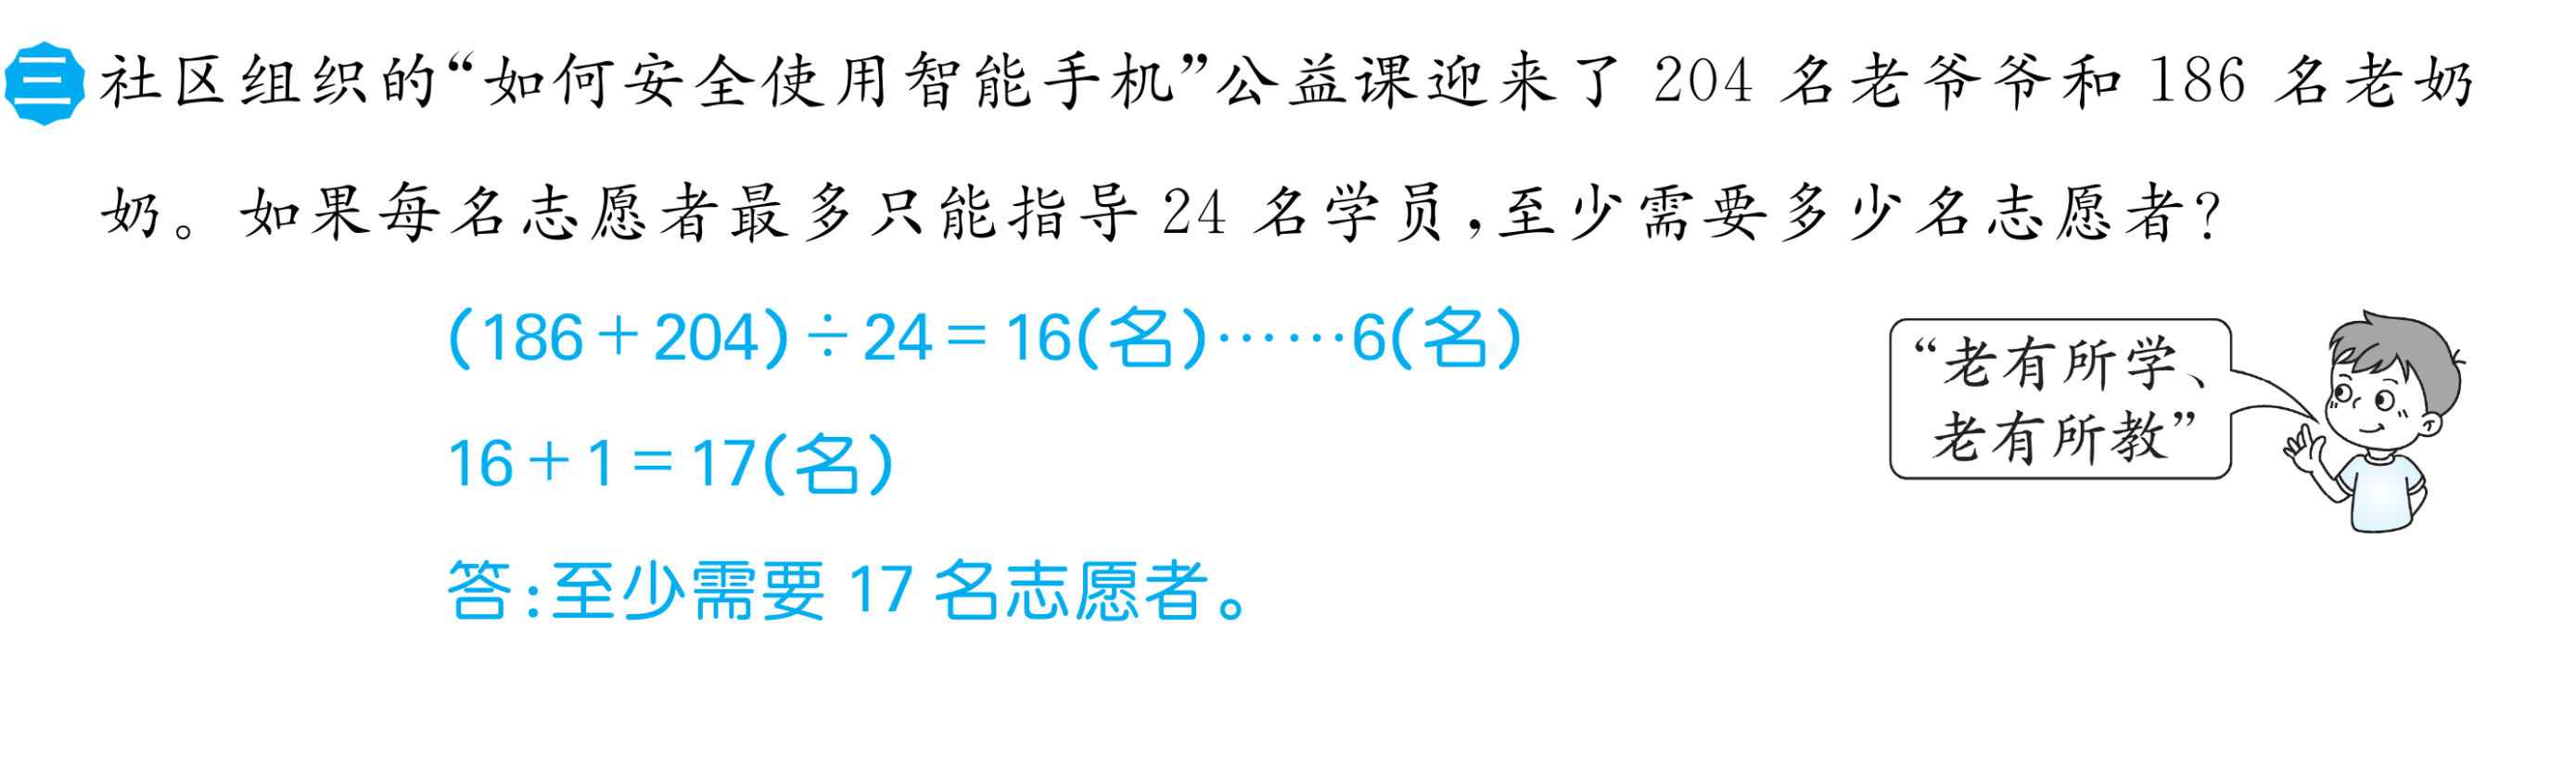 三 社区组织的“如何安全使用智能手机”公益课迎来了 204 名老爷爷和 186 名老奶
奶。如果每名志愿者最多只能指导 24 名学员,至少需要多少名志愿者?
(186+204)÷24=16(名)……6(名)
16+1=17(名)
答:至少需要 17 名志愿者。
“老有所学、
老有所教”